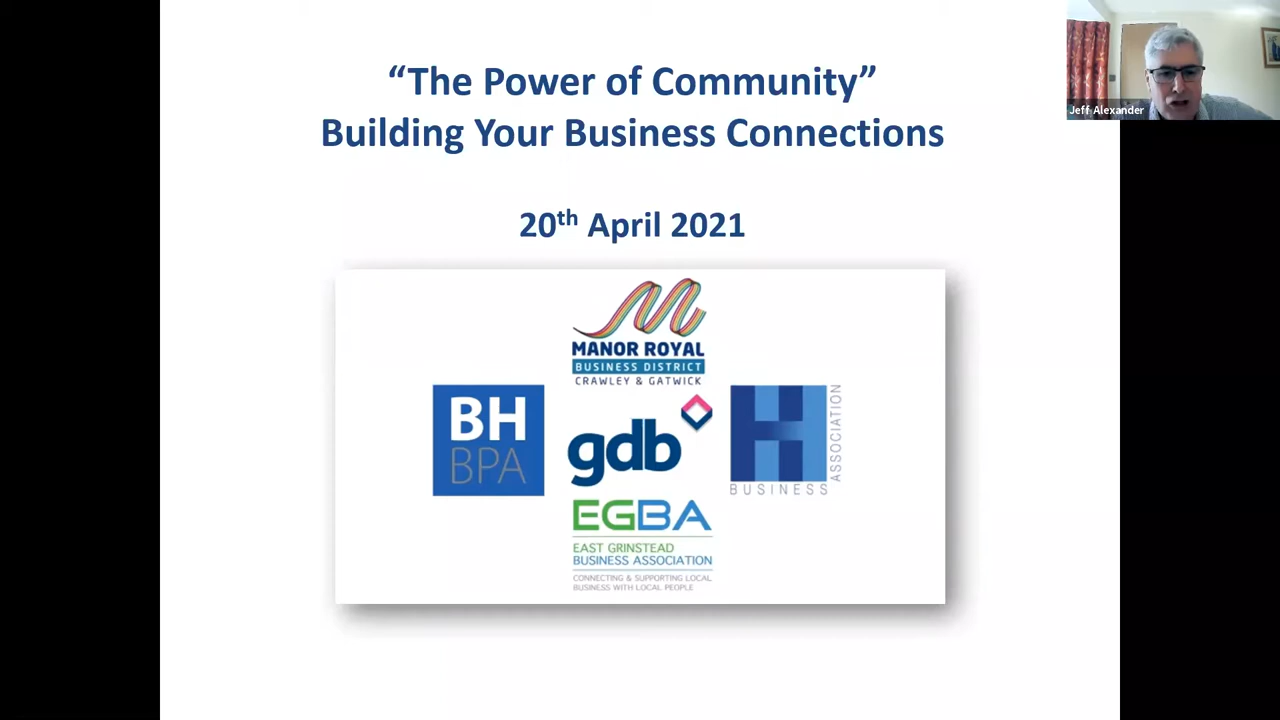 “The Power of Community”
Building Your Business Connections
20th April 2021
Jeff Alexander
MANOR ROYAL
BUSINESS DISTRICT
CRAWLEY & GATWICK
BH
BPA
gdb
H
BUSINESS
ASSOCIATION
EGBA
EAST GRINSTEAD
BUSINESS ASSOCIATION
CONNECTING & SUPPORTING LOCAL
BUSINESS WITH LOCAL PEOPLE